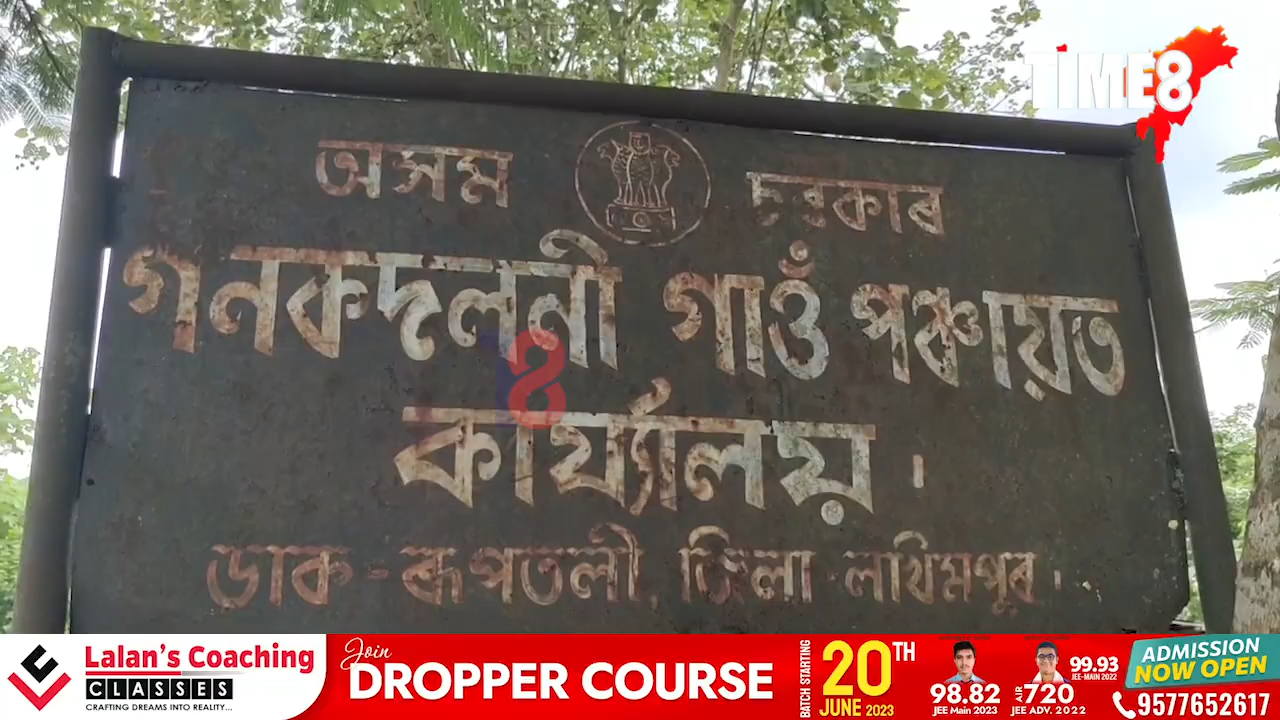 অসম চৰকাৰ
গনকদলনী গাওঁ পঞ্চায়ত
কাৰ্য্যালয় ।
ডাক - ৰূপতলী, জিলা - লখিমপুৰ ।
TIME8
8
Lalan's Coaching
CLASSES
CRAFTING DREAMS INTO REALITY...
Join
DROPPER COURSE
BATCH STARTING
20TH
JUNE 2023
98.82
JEE Main 2023
99.93
JEE-MAIN 2022
AIR 720
JEE ADV. 2022
ADMISSION
NOW OPEN
9577652617